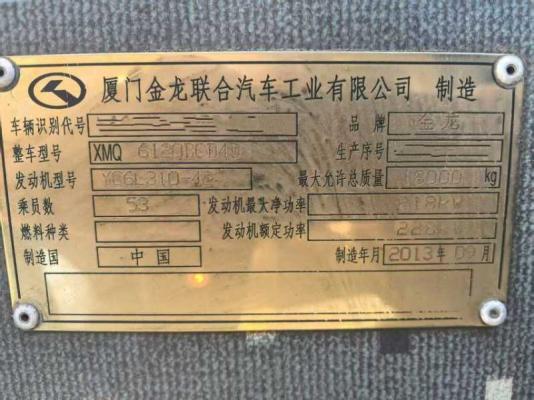 厦门金龙联合汽车工业有限公司 制造
车辆识别代号 品牌 金龙
整车型号 XMQ 生产序号
发动机型号 YC6L310-42 最大允许总质量 18000 kg
乘员数 53 发动机最大净功率 218KW
燃料种类 发动机额定功率
制造国 中国 制造年月 2013年09月